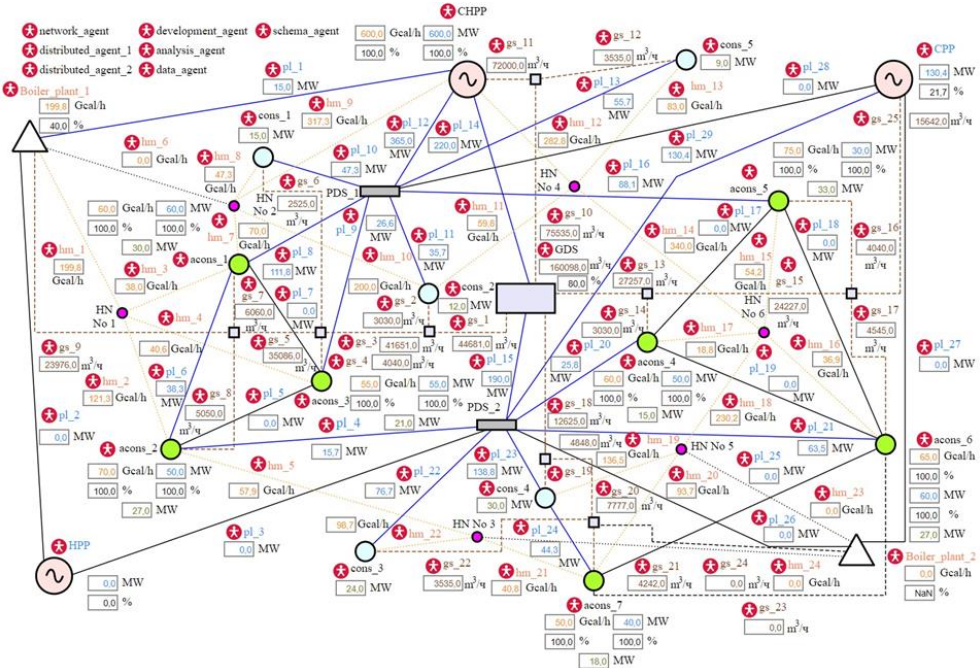 network_agent development_agent schema_agent
distributed_agent_1 analysis_agent
distributed_agent_2 data_agent
CHPP
600,0 Gcal/h 600,0 MW
100,0 % 100,0 %
gs_11
72000,0 m³/ч
gs_12
3535,0 m³/ч
cons_5
9,0 MW
pl_28
0,0 MW
CPP
130,4 MW
21,7 %
15642,0 m³/ч
Boiler_plant_1
199,8 Gcal/h
40,0 %
pl_1
15,0 MW
hm_9
317,3 Gcal/h
pl_12
365,0 MW
pl_14
220,0 MW
pl_13
55,7 MW
hm_13
83,0 Gcal/h
hm_12
282,8 Gcal/h
pl_29
130,4 MW
gs_25
cons_1
15,0 MW
hm_6
0,0 Gcal/h
hm_8
47,3 Gcal/h
pl_10
47,3 MW
gs_6
2525,0 m³/ч
PDS_1
HN No 2
HN No 4
pl_16
88,1 MW
75,0 Gcal/h 30,0 MW
100,0 % 100,0 %
33,0 MW
acons_5
60,0 Gcal/h 60,0 MW
100,0 % 100,0 %
30,0 MW
acons_1
hm_7
70,0 Gcal/h
pl_9
26,6 MW
pl_8
111,8 MW
pl_11
35,7 MW
hm_11
59,8 Gcal/h
gs_10
75535,0 m³/ч
GDS
160098,0 m³/ч
80,0 %
hm_14
340,0 Gcal/h
pl_17
0,0 MW
pl_18
0,0 MW
gs_16
4040,0 m³/ч
hm_15
54,2 Gcal/h
hm_1
199,8 Gcal/h
hm_3
38,0 Gcal/h
hm_10
200,0 Gcal/h
cons_2
12,0 MW
gs_2
3030,0 m³/ч
gs_1
44681,0 m³/ч
gs_13
27257,0 m³/ч
gs_15
24227,0 m³/ч
gs_17
4545,0 m³/ч
HN No 1
hm_4
40,6 Gcal/h
gs_7
6060,0 m³/ч
pl_7
0,0 MW
gs_5
35086,0 m³/ч
gs_3
41651,0 m³/ч
gs_4
4040,0 m³/ч
gs_14
3030,0 m³/ч
HN No 6
hm_17
18,8 Gcal/h
hm_16
36,9 Gcal/h
pl_27
0,0 MW
gs_9
23976,0 m³/ч
hm_2
121,3 Gcal/h
pl_6
38,3 MW
gs_8
5050,0 m³/ч
pl_5
0,0 MW
acons_3
55,0 Gcal/h 55,0 MW
100,0 % 100,0 %
21,0 MW
pl_15
190,0 MW
pl_20
25,8 MW
acons_4
60,0 Gcal/h 50,0 MW
100,0 % 100,0 %
15,0 MW
pl_19
0,0 MW
hm_18
230,2 Gcal/h
pl_2
0,0 MW
pl_4
15,7 MW
PDS_2
gs_18
12625,0 m³/ч
pl_21
63,5 MW
acons_6
65,0 Gcal/h
100,0 %
60,0 MW
100,0 %
27,0 MW
acons_2
70,0 Gcal/h 50,0 MW
100,0 % 100,0 %
27,0 MW
hm_5
57,9 Gcal/h
pl_22
76,7 MW
pl_23
138,8 MW
cons_4
30,0 MW
4848,0 m³/ч
gs_19
hm_19
136,5 Gcal/h
HN No 5
gs_20
7777,0 m³/ч
hm_20
93,7 Gcal/h
pl_25
0,0 MW
hm_23
0,0 Gcal/h
pl_26
0,0 MW
HPP
0,0 MW
0,0 %
pl_3
0,0 MW
98,7 Gcal/h
hm_22
HN No 3
cons_3
24,0 MW
pl_24
44,3 MW
gs_22
3535,0 m³/ч
hm_21
40,8 Gcal/h
gs_21
4242,0 m³/ч
gs_24
0,0 m³/ч
hm_24
0,0 Gcal/h
Boiler_plant_2
0,0 Gcal/h
NaN %
acons_7
50,0 Gcal/h 40,0 MW
100,0 % 100,0 %
18,0 MW
gs_23
0,0 m³/ч